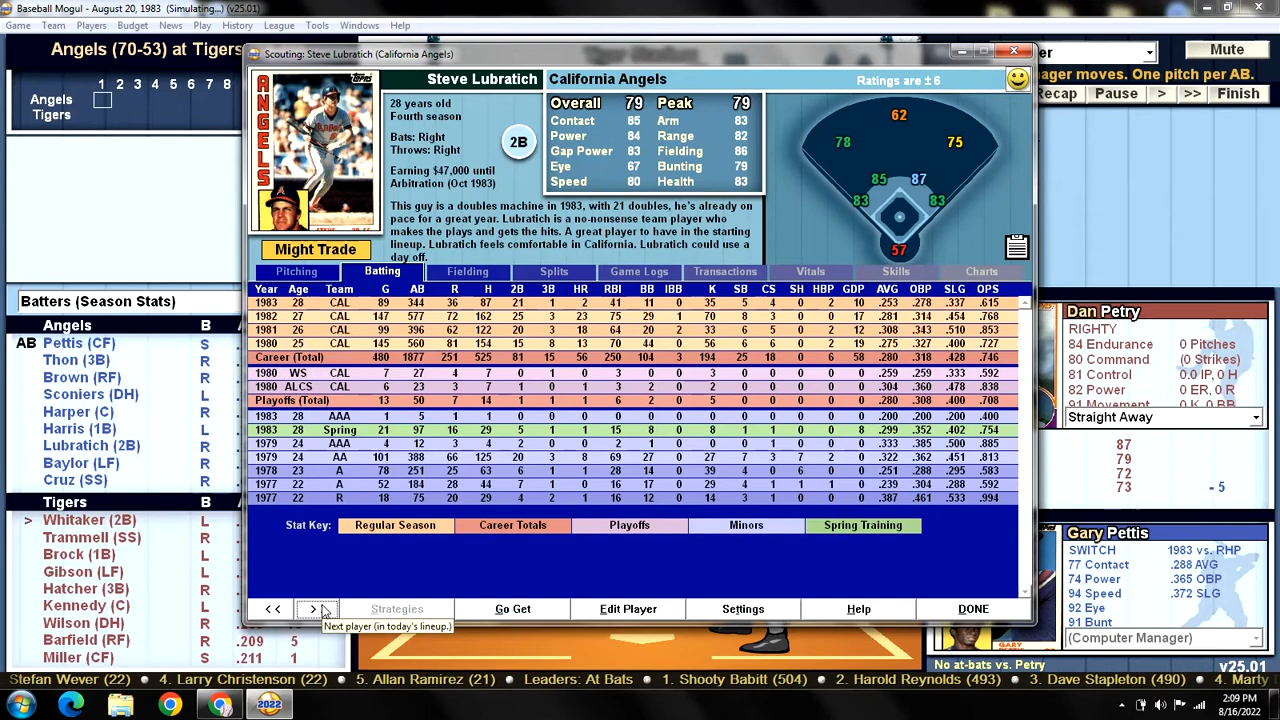 Baseball Mogul - August 20, 1983 (Simulating...) (v25.01)
Game Team Players Budget News Play History League Tools Windows Help
Angels (70-53) at Tigers
1 2 3 4 5 6 7 8
Angels
Tigers
Mute
One pitch per AB.
Recap Pause > >> Finish
Scouting: Steve Lubratich (California Angels)
ANGELS
Topps
Steve Lubratich
California Angels
Ratings are ± 6
28 years old
Fourth season
Bats: Right
Throws: Right
Earning $47,000 until
Arbitration (Oct 1983)
2B
Overall 79 Peak 79
Contact 85 Arm 83
Power 84 Range 82
Gap Power 83 Fielding 86
Eye 67 Bunting 79
Speed 80 Health 83
62
78 75
85 87
83 83
57
This guy is a doubles machine in 1983, with 21 doubles, he's already on
pace for a great year. Lubratich is a no-nonsense team player who
makes the plays and gets the hits. A great player to have in the starting
lineup. Lubratich feels comfortable in California. Lubratich could use a
day off.
Might Trade
Pitching Batting Fielding Splits Game Logs Transactions Vitals Skills Charts
Year Age Team G AB R H 2B 3B HR RBI BB IBB K SB CS SH HBP GDP AVG OBP SLG OPS
1983 28 CAL 89 344 36 87 21 1 2 41 11 0 35 5 4 0 2 10 .253 .278 .337 .615
1982 27 CAL 147 577 72 162 25 3 23 75 29 1 70 8 3 0 2 17 .281 .314 .454 .768
1981 26 CAL 99 396 62 122 20 3 18 64 20 2 33 6 5 0 2 12 .308 .343 .510 .853
1980 25 CAL 145 560 81 154 15 8 13 70 44 0 56 6 6 0 0 19 .275 .327 .400 .727
Career (Total) 480 1877 251 525 81 15 56 250 104 3 194 25 18 0 6 58 .280 .318 .428 .746
1980 WS CAL 7 27 4 7 0 1 0 3 0 0 3 0 0 0 0 0 .259 .259 .333 .592
1980 ALCS CAL 6 23 3 7 1 0 1 3 2 0 2 0 0 0 0 0 .304 .360 .478 .838
Playoffs (Total) 13 50 7 14 1 1 1 6 2 0 5 0 0 0 0 0 .280 .308 .400 .708
1983 28 AAA 1 5 1 1 0 0 0 0 0 0 0 0 0 0 0 0 .200 .200 .200 .400
1983 28 Spring 21 97 16 29 5 1 1 15 8 0 8 1 1 0 0 8 .299 .352 .402 .754
1979 24 AAA 4 12 3 4 2 0 0 2 1 0 2 0 0 0 0 0 .333 .385 .500 .885
1979 24 AA 101 388 66 125 20 3 8 69 27 0 27 7 3 7 2 0 .322 .362 .451 .813
1978 23 A 78 251 25 63 6 1 1 28 14 0 39 4 0 6 0 0 .251 .288 .295 .583
1977 22 A 52 184 28 44 7 1 0 16 17 0 29 4 1 1 1 0 .239 .304 .288 .592
1977 22 R 18 75 20 29 4 2 1 16 12 0 14 3 1 0 0 0 .387 .461 .533 .994
Stat Key: Regular Season Career Totals Playoffs Minors Spring Training
<< > Strategies Go Get Edit Player Settings Help DONE
Next player (in today's lineup.)
Batters (Season Stats)
Angels B
AB Pettis (CF) S
Thon (3B) R
Brown (RF) R
Sconiers (DH) L
Harper (C) R
Harris (1B) L
Lubratich (2B) R
Baylor (LF) R
Cruz (SS) R
Tigers B
> Whitaker (2B) L
Trammell (SS) R
Brock (1B) L
Gibson (LF) L
Hatcher (3B) R
Kennedy (C) L
Wilson (DH) R
Barfield (RF) R .209 5
Miller (CF) S .211 1
Dan Petry
RIGHTY
84 Endurance 0 B
80 Command (0 Strikes)
81 Control 0.0 IP, 0 H
82 Power 0 ER, 0 R
91 Movement 0 K, 0 BB
Straight Away
87
79
72
73 - 5
Gary Pettis
SWITCH 1983 vs. RHP
77 Contact .288 AVG
74 Power .365 OBP
94 Speed .372 SLG
92 Eye
91 Bunt
(Computer Manager)
No at-bats vs. Petry
v25.01
Stefan Wever (22) 4. Larry Christenson (22) 5. Allan Ramirez (21) Leaders: At Bats 1. Shooty Babitt (504) 2. Harold Reynolds (493) 3. Dave Stapleton (490) 4. Marty
2022
2:09 PM
8/16/2022